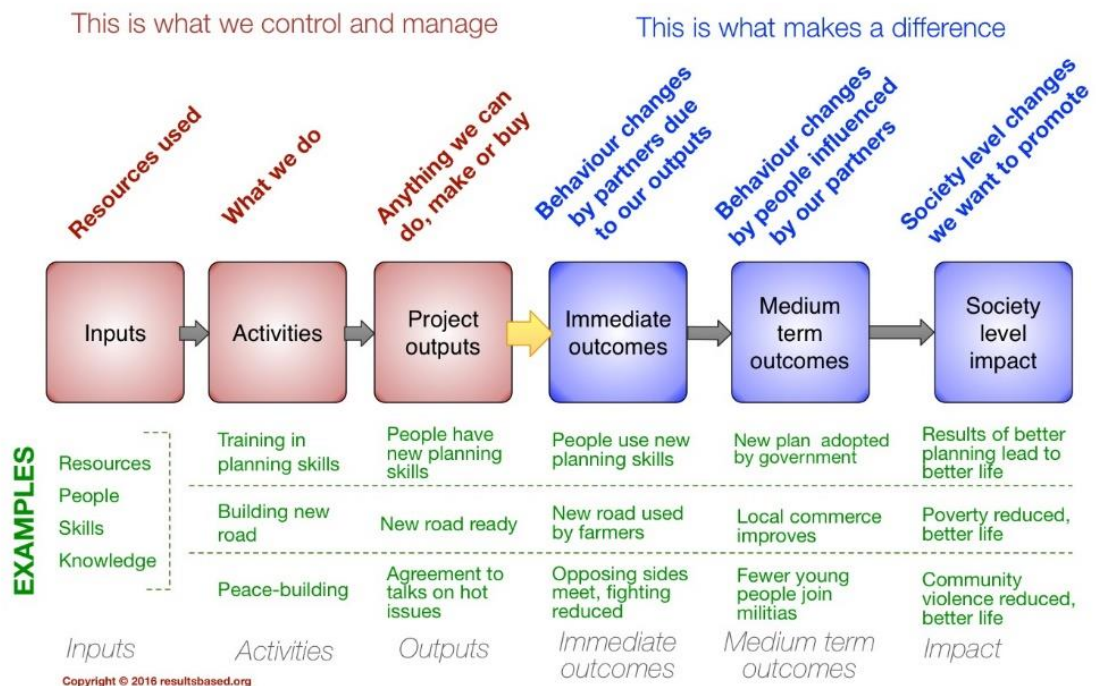 This is what we control and manage
This is what makes a difference
Resources used
What we do
Anything we can
do, make or buy
Behaviour changes
by partners due
to our outputs
Behaviour changes
by people influenced
by our partners
Society level changes
we want to promote
Inputs
Activities
Project
outputs
Immediate
outcomes
Medium
term
outcomes
Society
level
impact
EXAMPLES
Resources
People
Skills
Knowledge
Training in
planning skills
People have
new planning
skills
People use new
planning skills
New plan adopted
by government
Results of better
planning lead to
better life
Building new
road
New road ready
New road used
by farmers
Local commerce
improves
Poverty reduced,
better life
Peace-building
Agreement to
talks on hot
issues
Opposing sides
meet, fighting
reduced
Fewer young
people join
militias
Community
violence reduced,
better life
Inputs
Activities
Outputs
Immediate
outcomes
Medium term
outcomes
Impact
Copyright © 2016 resultsbased.org